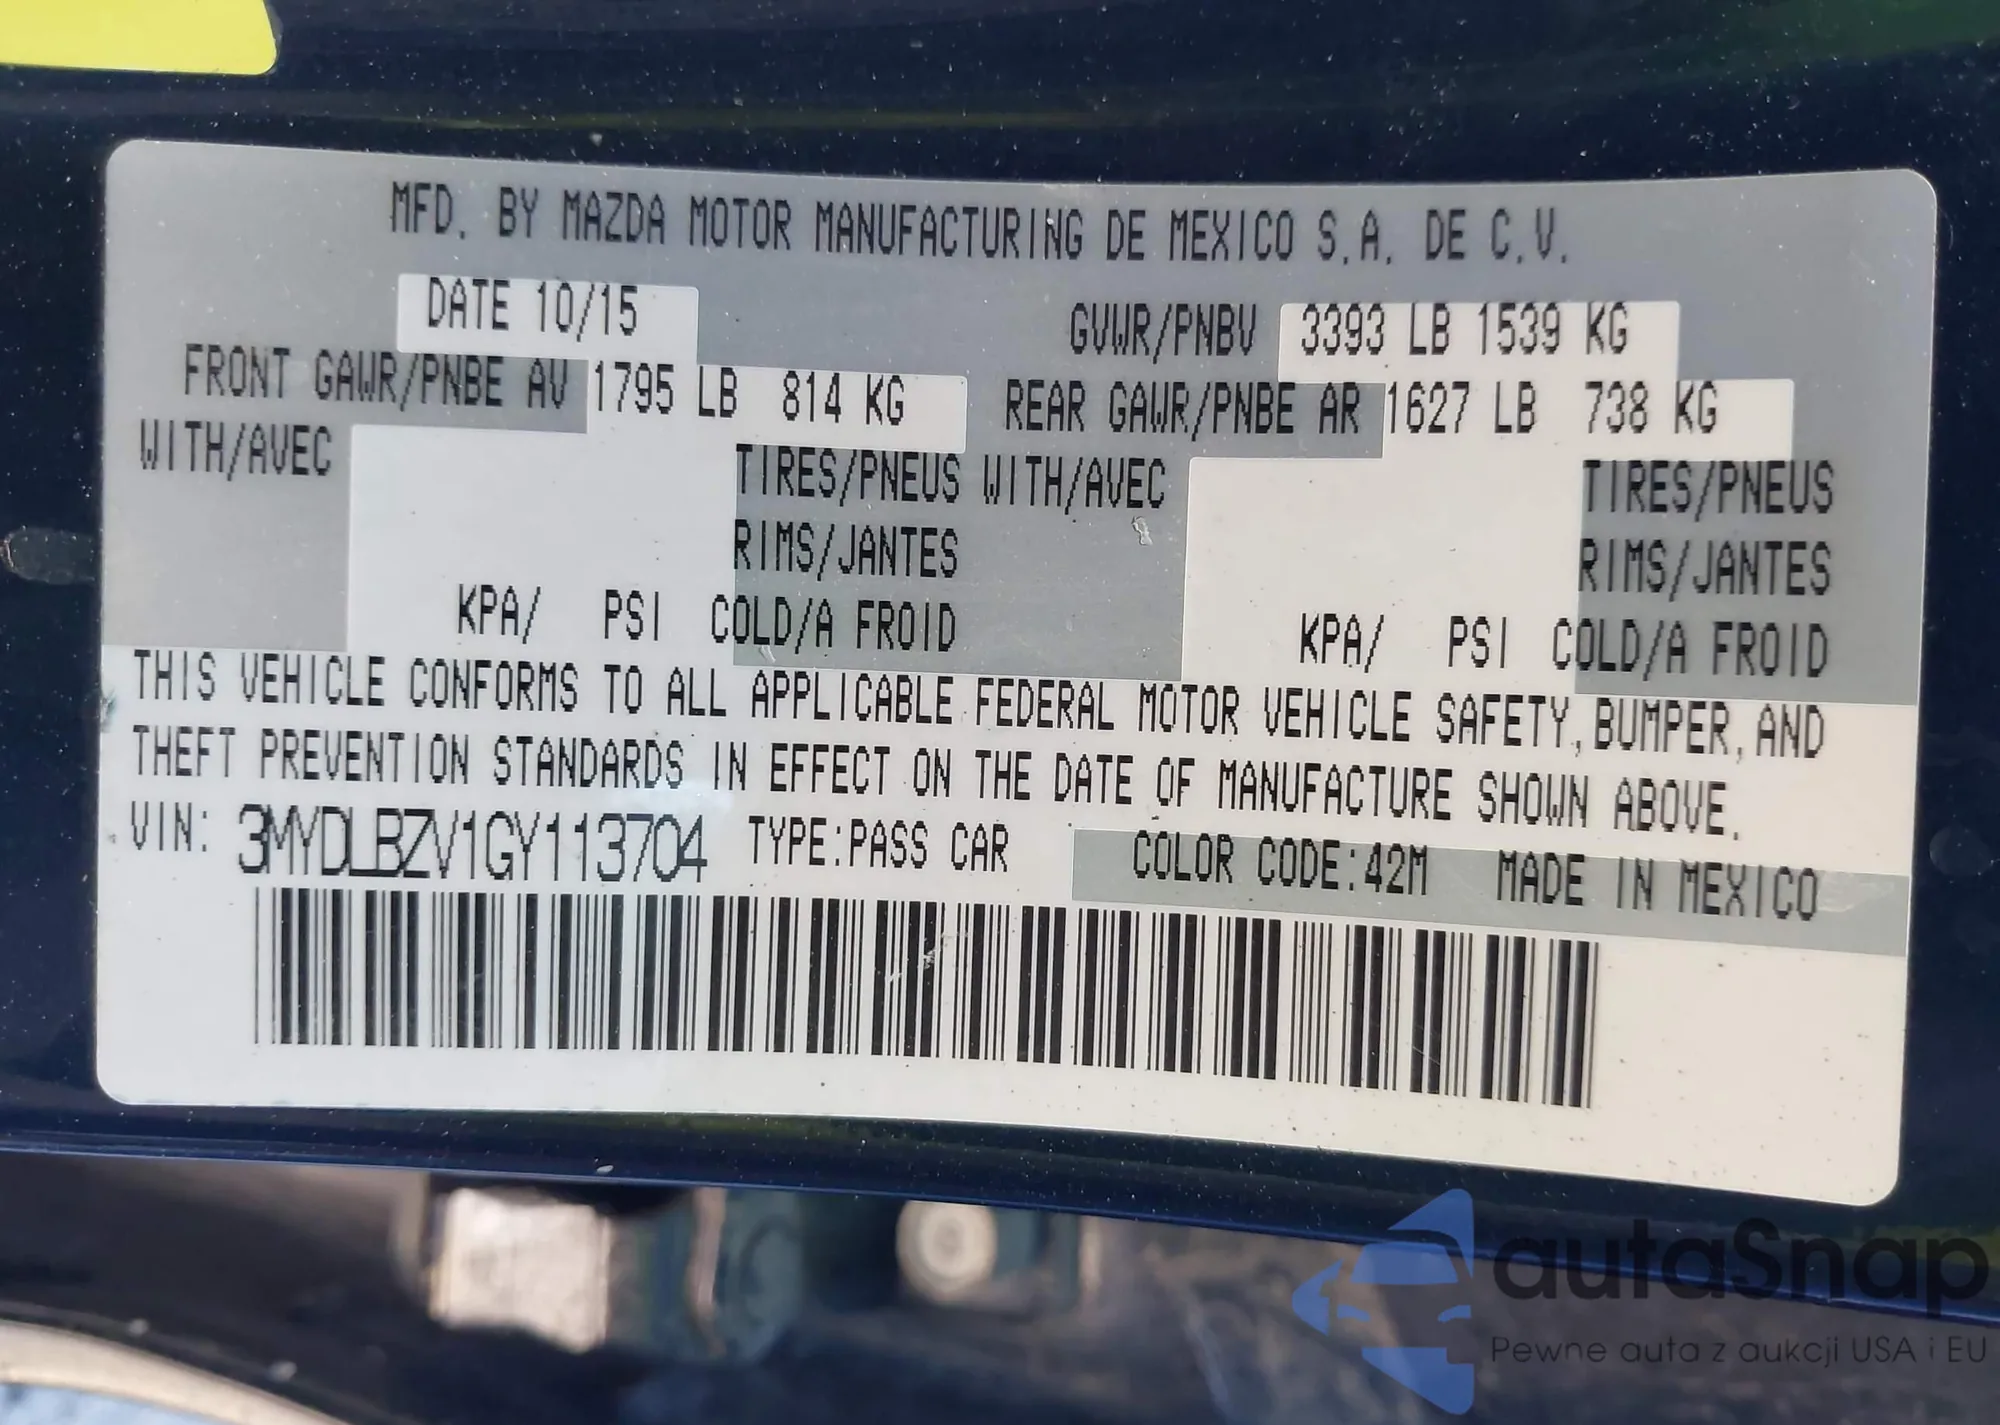 MFD. BY MAZDA MOTOR MANUFACTURING DE MEXICO S.A. DE C.V.
DATE 10/15 GVWR/PNBV 3393 LB 1539 KG
FRONT GAWR/PNBE AV 1795 LB 814 KG REAR GAWR/PNBE AR 1627 LB 738 KG
WITH/AVEC TIRES/PNEUS WITH/AVEC TIRES/PNEUS
RIMS/JANTES RIMS/JANTES
KPA/ PSI COLD/A FROID KPA/ PSI COLD/A FROID
THIS VEHICLE CONFORMS TO ALL APPLICABLE FEDERAL MOTOR VEHICLE SAFETY, BUMPER, AND
THEFT PREVENTION STANDARDS IN EFFECT ON THE DATE OF MANUFACTURE SHOWN ABOVE.
VIN: 3MYDLBZV1GY113704 TYPE:PASS CAR COLOR CODE:42M MADE IN MEXICO
autaSnap
Pewne auta z aukcji USA i EU